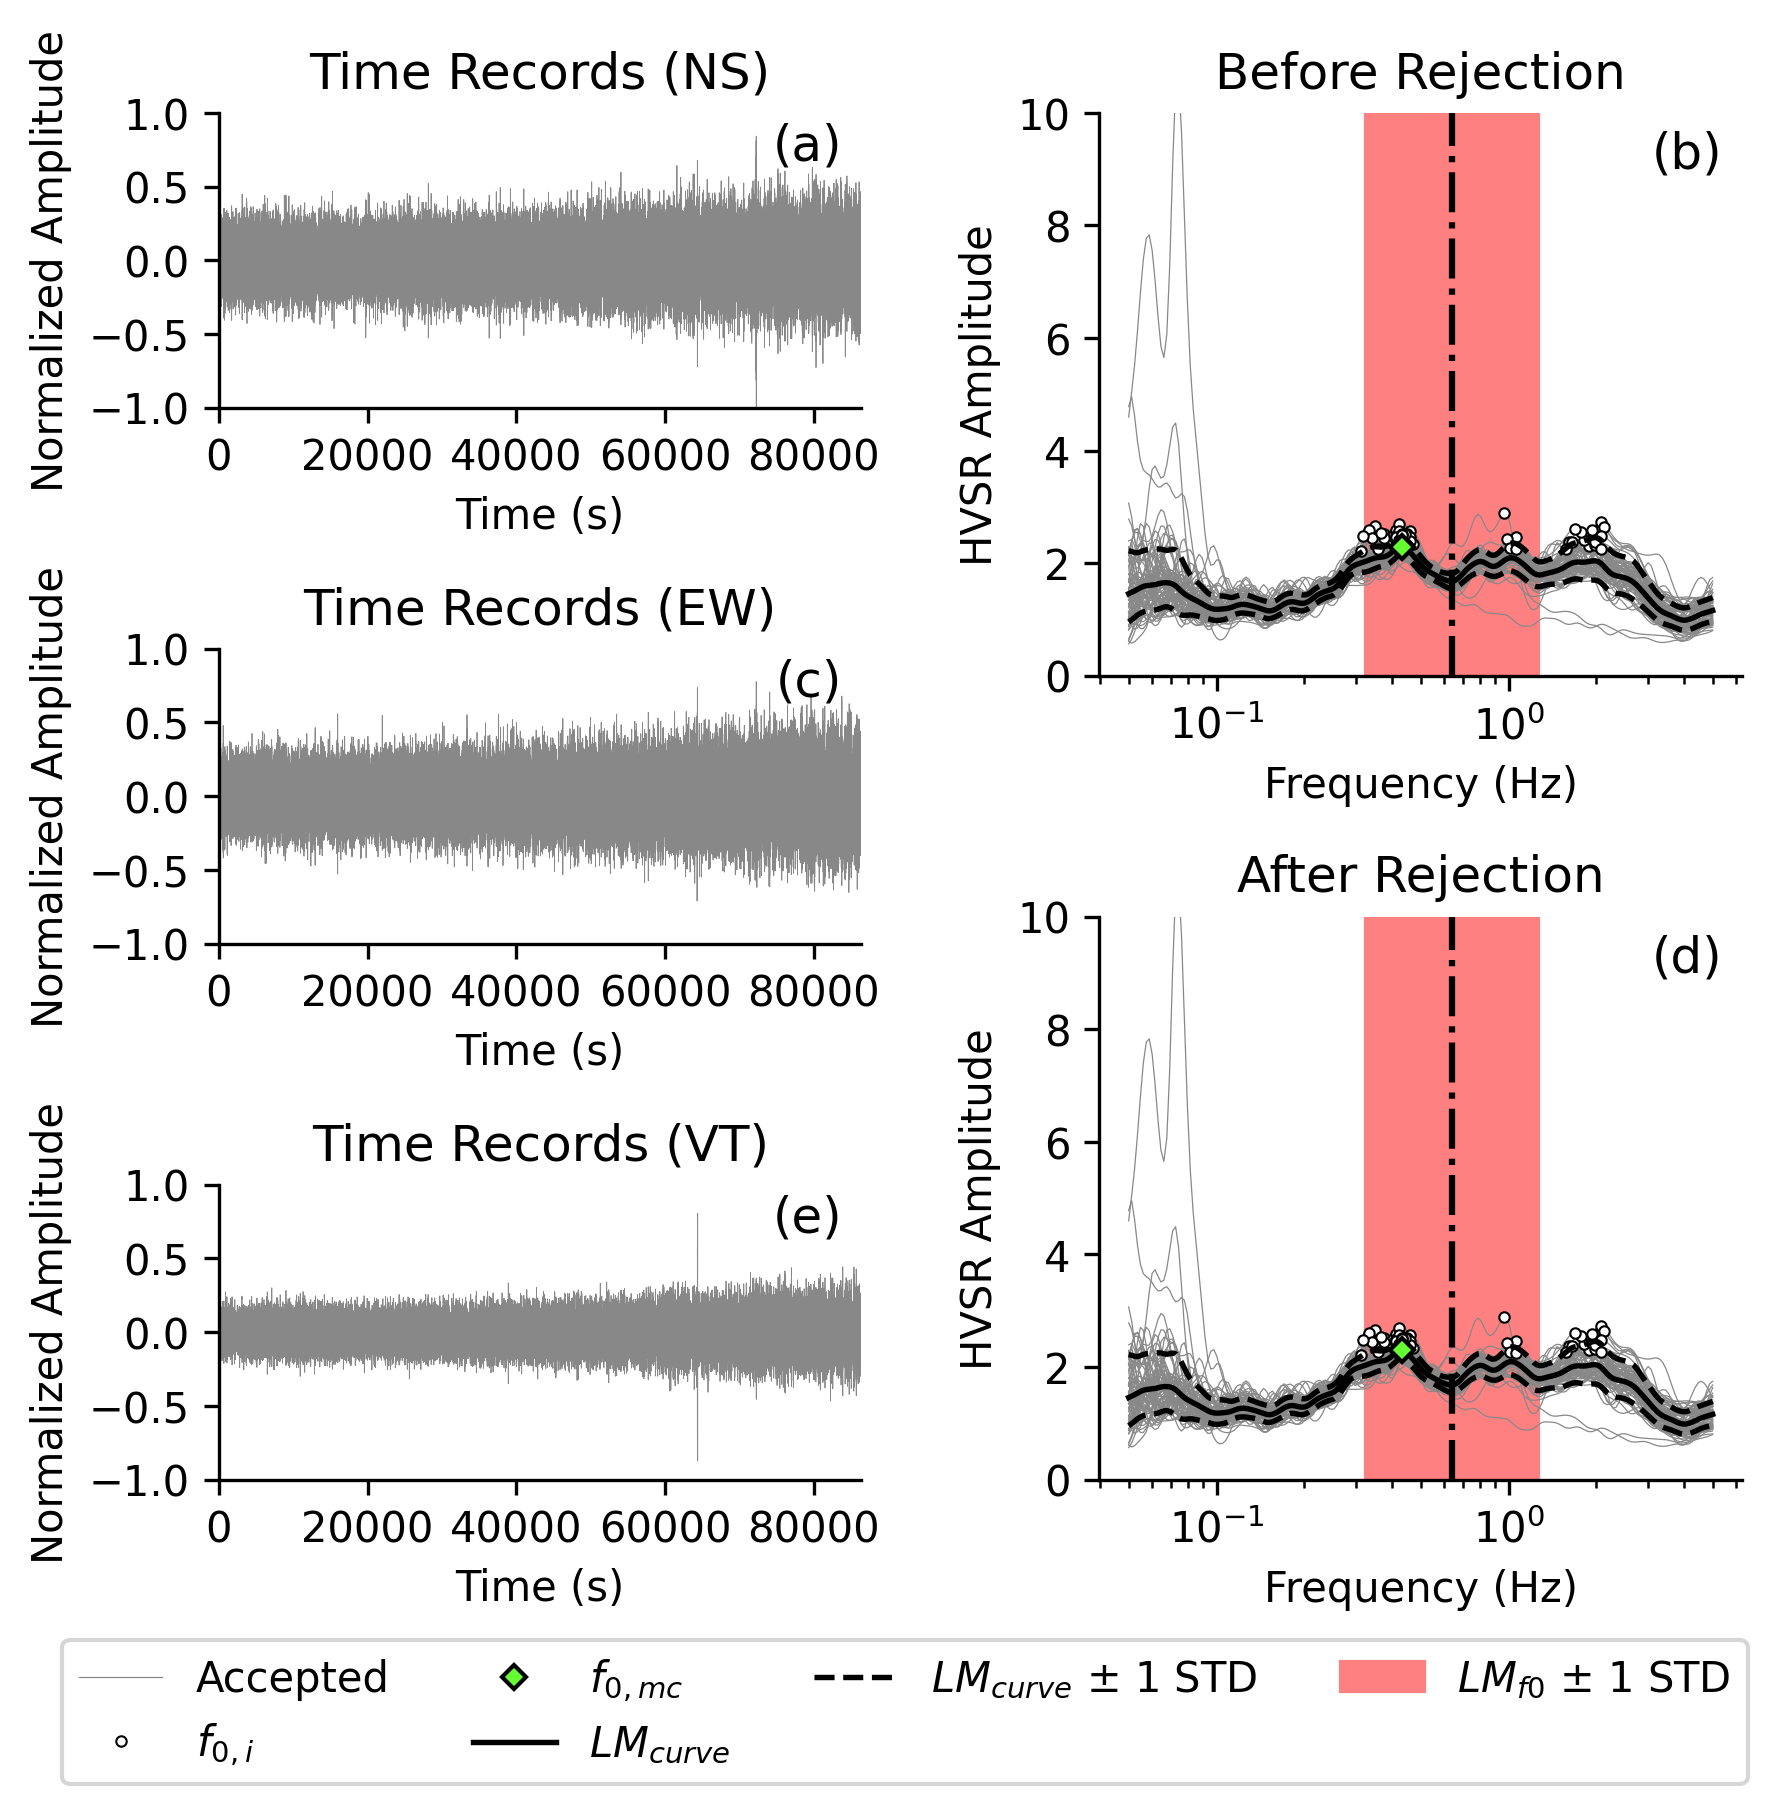 Time Records (NS)
Normalized Amplitude
1.0
0.5
0.0
−0.5
−1.0
(a)
0 20000 40000 60000 80000
Time (s)
Before Rejection
HVSR Amplitude
10
8
6
4
2
0
(b)
10⁻¹ 10⁰
Frequency (Hz)
Time Records (EW)
Normalized Amplitude
1.0
0.5
0.0
−0.5
−1.0
(c)
0 20000 40000 60000 80000
Time (s)
After Rejection
HVSR Amplitude
10
8
6
4
2
0
(d)
10⁻¹ 10⁰
Frequency (Hz)
Time Records (VT)
Normalized Amplitude
1.0
0.5
0.0
−0.5
−1.0
(e)
0 20000 40000 60000 80000
Time (s)
Accepted
f0,i
f0,mc
LMcurve
LMcurve ± 1 STD
LMf0 ± 1 STD